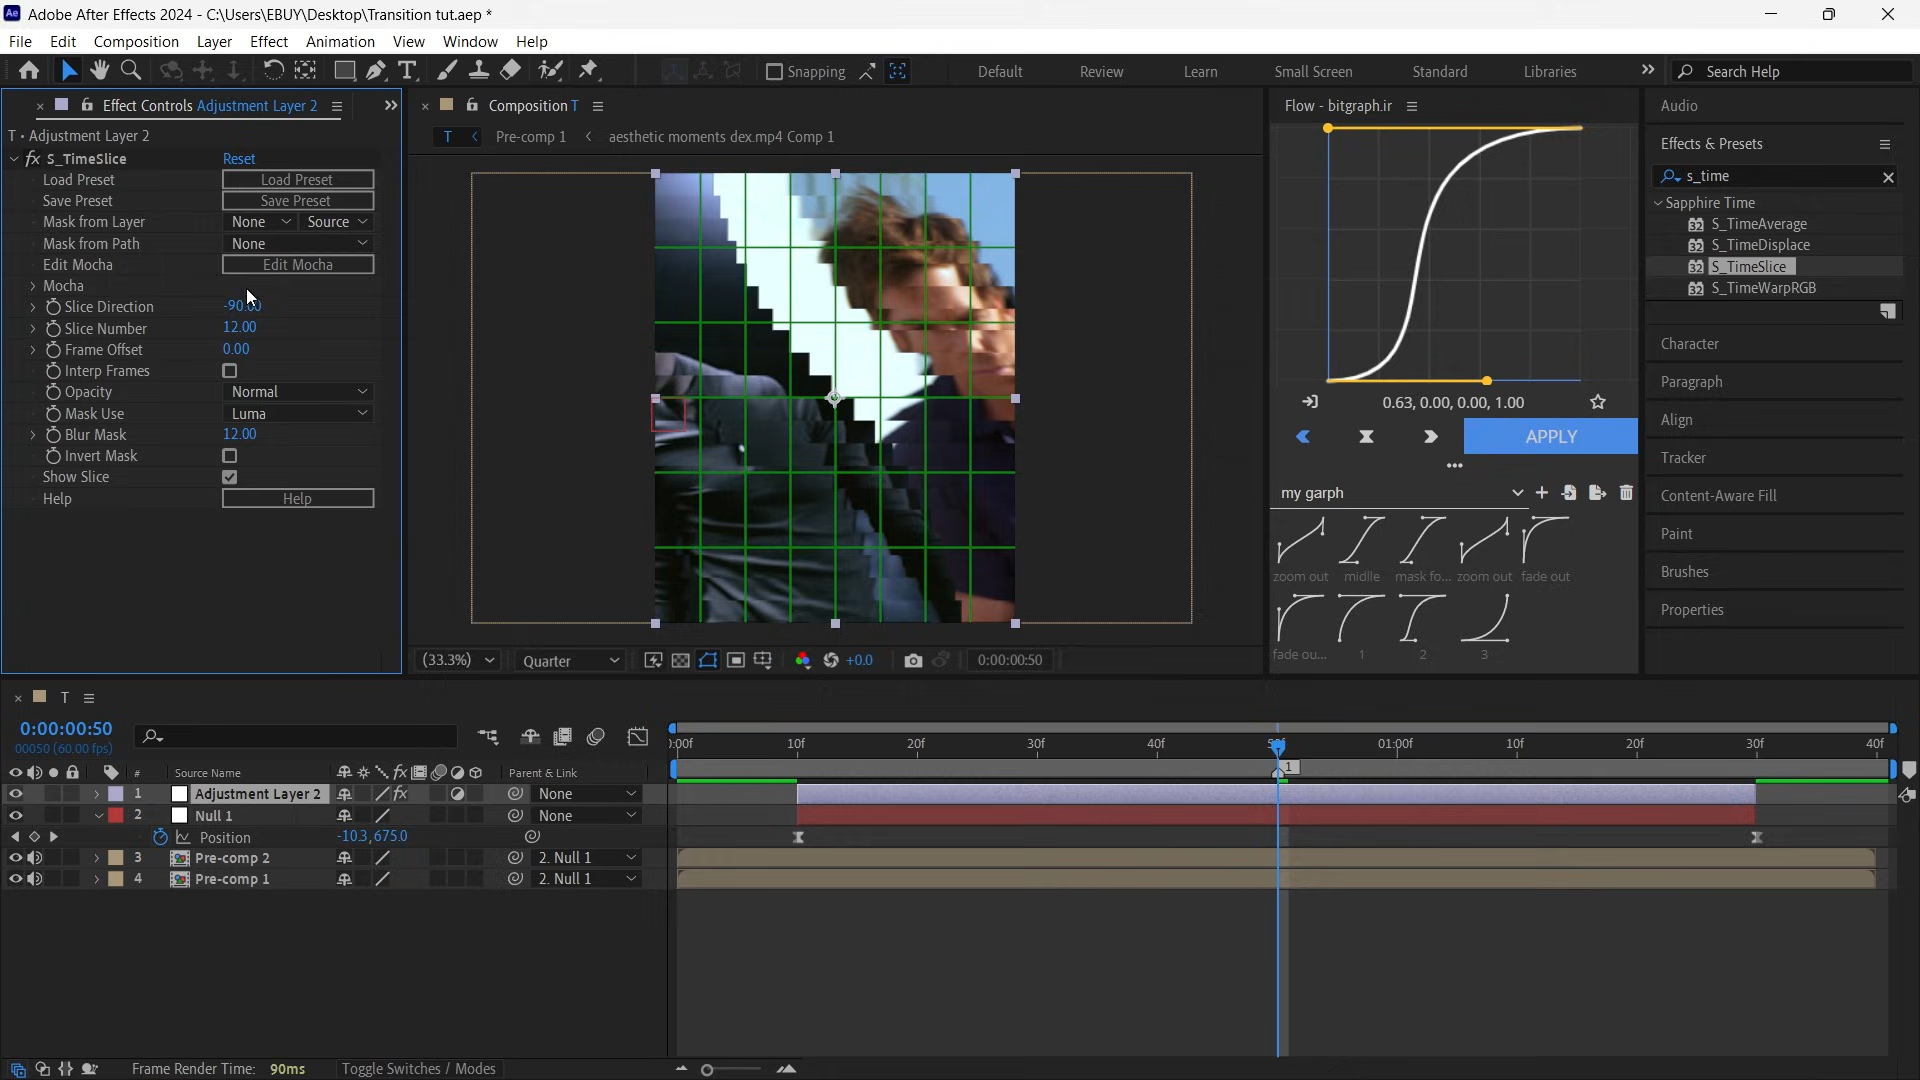 Adobe After Effects 2024 - C:\Users\EBUY\Desktop\Transition tut.aep *
File Edit Composition Layer Effect Animation View Window Help
Snapping Default Review Learn Small Screen Standard Libraries Search Help
Effect Controls Adjustment Layer 2
T • Adjustment Layer 2
fx S_TimeSlice Reset
Load Preset Load Preset
Save Preset Save Preset
Mask from Layer None Source
Mask from Path None
Edit Mocha Edit Mocha
Mocha
Slice Direction -90.00
Slice Number 12.00
Frame Offset 0.00
Interp Frames
Opacity Normal
Mask Use Luma
Blur Mask 12.00
Invert Mask
Show Slice
Help Help
Composition T
T Pre-comp 1 aesthetic moments dex.mp4 Comp 1
(33.3%) Quarter +0.0 0:00:00:50
Flow - bitgraph.ir
0.63, 0.00, 0.00, 1.00
APPLY
my garph
zoom out midlle mask fo... zoom out fade out
fade ou... 1 2 3
Audio
Effects & Presets
s_time
Sapphire Time
S_TimeAverage
S_TimeDisplace
S_TimeSlice
S_TimeWarpRGB
Character
Paragraph
Align
Tracker
Content-Aware Fill
Paint
Brushes
Properties
T
0:00:00:50
00050 (60.00 fps)
):00f 10f 20f 30f 40f 50f 01:00f 10f 20f 30f 40f
# Source Name fx Parent & Link
1
1 Adjustment Layer 2 fx None
2 Null 1 None
Position -10.3, 675.0
3 Pre-comp 2 2. Null 1
4 Pre-comp 1 2. Null 1
Frame Render Time: 90ms Toggle Switches / Modes